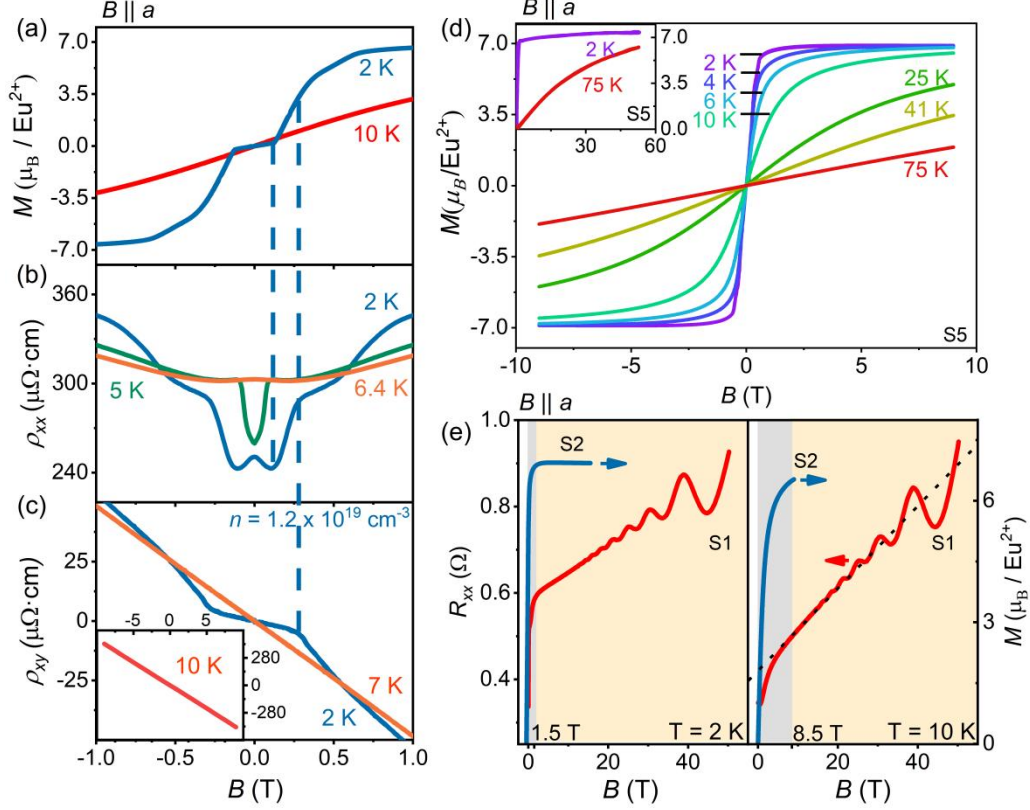 B || a
(a)
7.0
3.5
0.0
-3.5
-7.0
M (μB / Eu2+)
2 K
10 K
(b)
360
300
240
ρxx (μΩ·cm)
2 K
5 K
6.4 K
(c)
n = 1.2 x 10^19 cm-3
25
0
-25
ρxy (μΩ·cm)
-5 0 5
10 K
280
0
-280
7 K
2 K
-1.0 -0.5 0.0 0.5 1.0
B (T)
(d)
B || a
7.0
3.5
0.0
-3.5
-7.0
M(μB/Eu2+)
2 K
75 K
S5
7.0
3.5
0.0
0 30 60
2 K
4 K
6 K
10 K
25 K
41 K
75 K
S5
-10 -5 0 5 10
B (T)
(e)
B || a
1.0
0.8
0.6
0.4
Rxx (Ω)
S2
S1
1.5 T
T = 2 K
0 20 40
B (T)
S2
S1
8.5 T
T = 10 K
0 20 40
B (T)
6
3
0
M (μB / Eu2+)